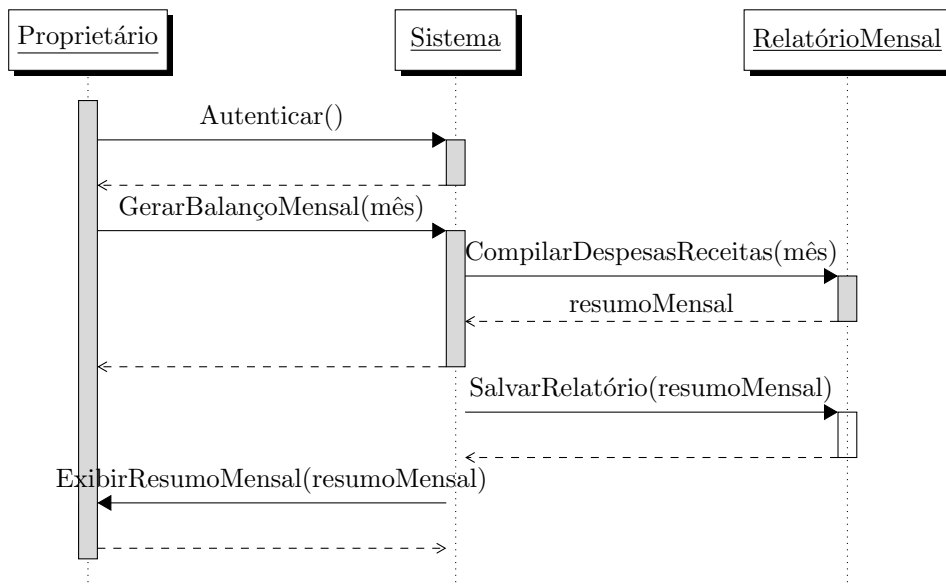 Proprietário
Sistema
RelatórioMensal
Autenticar()
GerarBalançoMensal(mês)
CompilarDespesasReceitas(mês)
resumoMensal
SalvarRelatório(resumoMensal)
ExibirResumoMensal(resumoMensal)